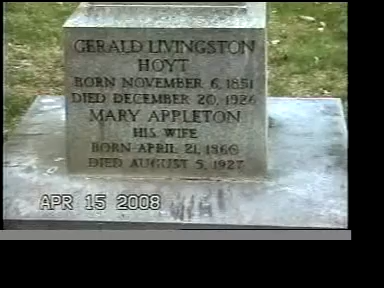 GERALD LIVINGSTON
HOYT
BORN NOVEMBER 6, 1851
DIED DECEMBER 20, 1926
MARY APPLETON
HIS WIFE
BORN APRIL 21, 1866
DIED AUGUST 5, 1927
APR 15 2008